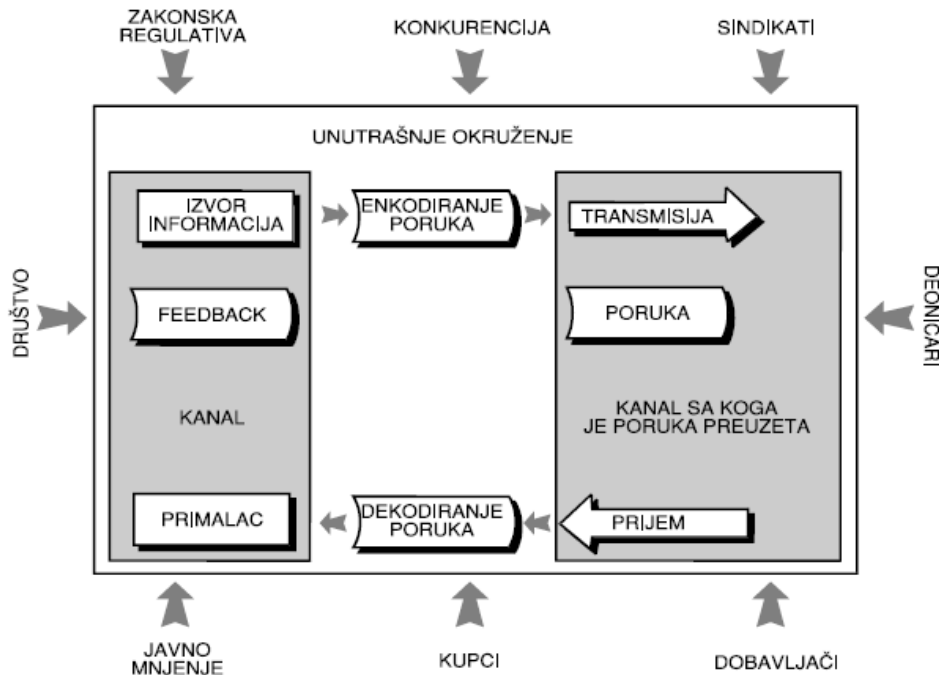 ZAKONSKA
REGULATIVA
KONKURENCIJA
SINDIKATI
UNUTRAŠNJE OKRUŽENJE
IZVOR
INFORMACIJA
ENKODIRANJE
PORUKA
TRANSMISIJA
DRUŠTVO
FEEDBACK
PORUKA
DEONIČARI
KANAL
KANAL SA KOGA
JE PORUKA PREUZETA
PRIMALAC
DEKODIRANJE
PORUKA
PRIJEM
JAVNO
MNJENJE
KUPCI
DOBAVLJAČI